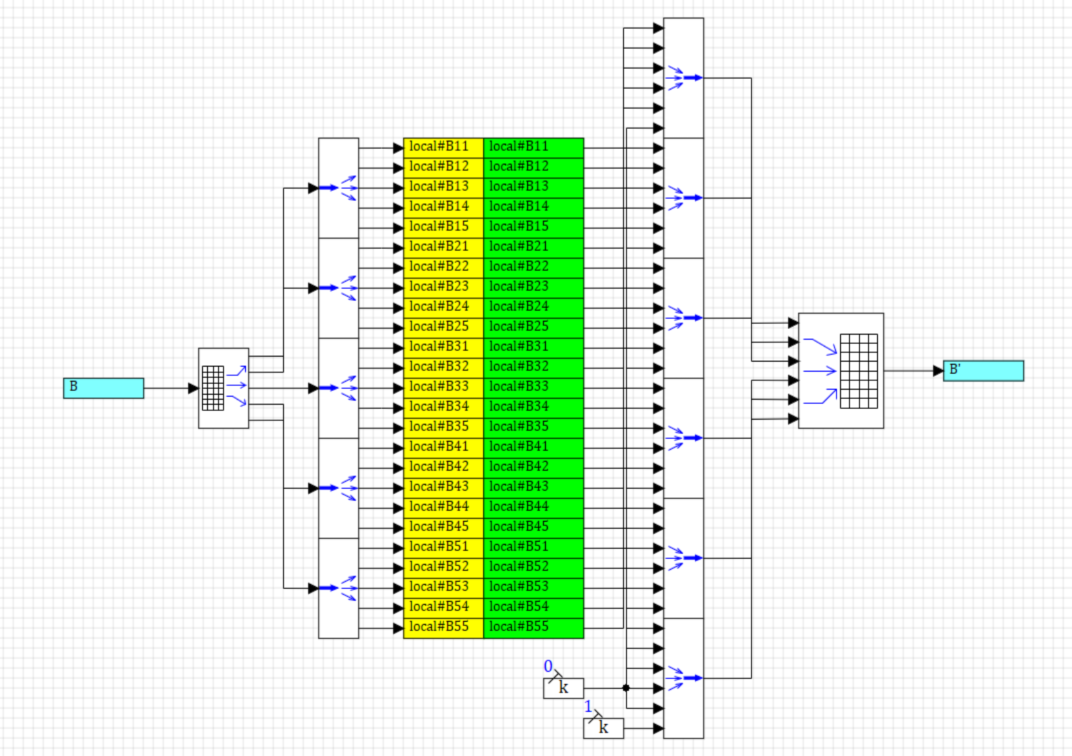 local#B11 local#B11
local#B12 local#B12
local#B13 local#B13
local#B14 local#B14
local#B15 local#B15
local#B21 local#B21
local#B22 local#B22
local#B23 local#B23
local#B24 local#B24
local#B25 local#B25
local#B31 local#B31
local#B32 local#B32
B
local#B33 local#B33
local#B34 local#B34
local#B35 local#B35
local#B41 local#B41
local#B42 local#B42
local#B43 local#B43
local#B44 local#B44
local#B45 local#B45
local#B51 local#B51
local#B52 local#B52
local#B53 local#B53
local#B54 local#B54
local#B55 local#B55
B'
0
k
1
k